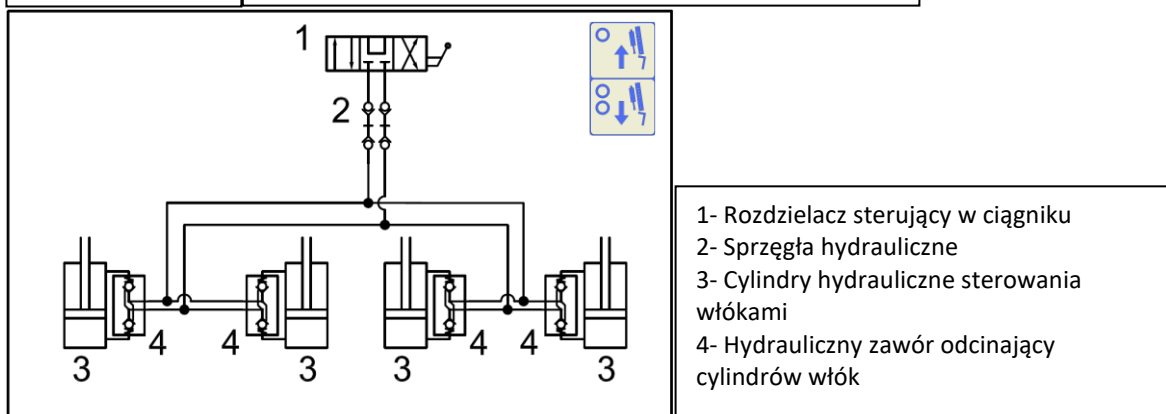 1
2
3
4
4
3
3
4
4
3
1- Rozdzielacz sterujący w ciągniku
2- Sprzęgła hydrauliczne
3- Cylindry hydrauliczne sterowania
włókami
4- Hydrauliczny zawór odcinający
cylindrów włók